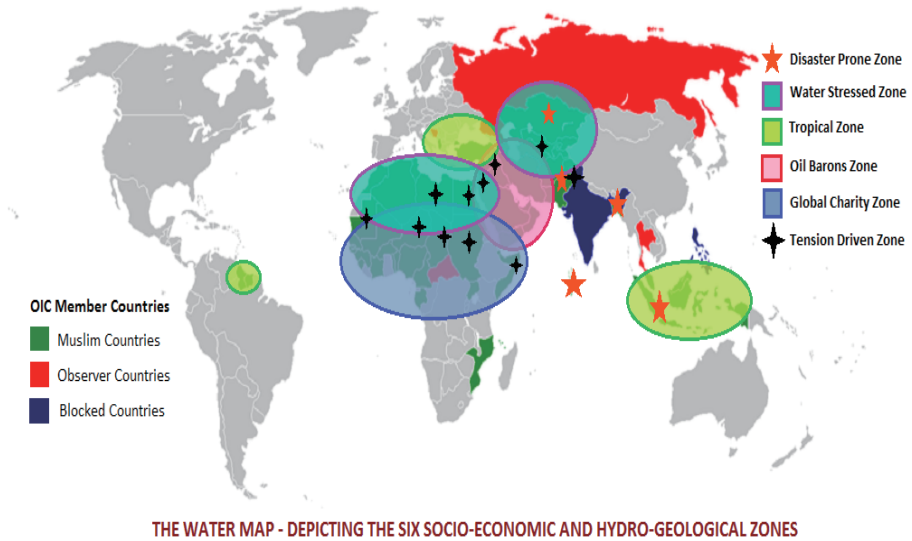 Disaster Prone Zone
Water Stressed Zone
Tropical Zone
Oil Barons Zone
Global Charity Zone
Tension Driven Zone
OIC Member Countries
Muslim Countries
Observer Countries
Blocked Countries
THE WATER MAP - DEPICTING THE SIX SOCIO-ECONOMIC AND HYDRO-GEOLOGICAL ZONES